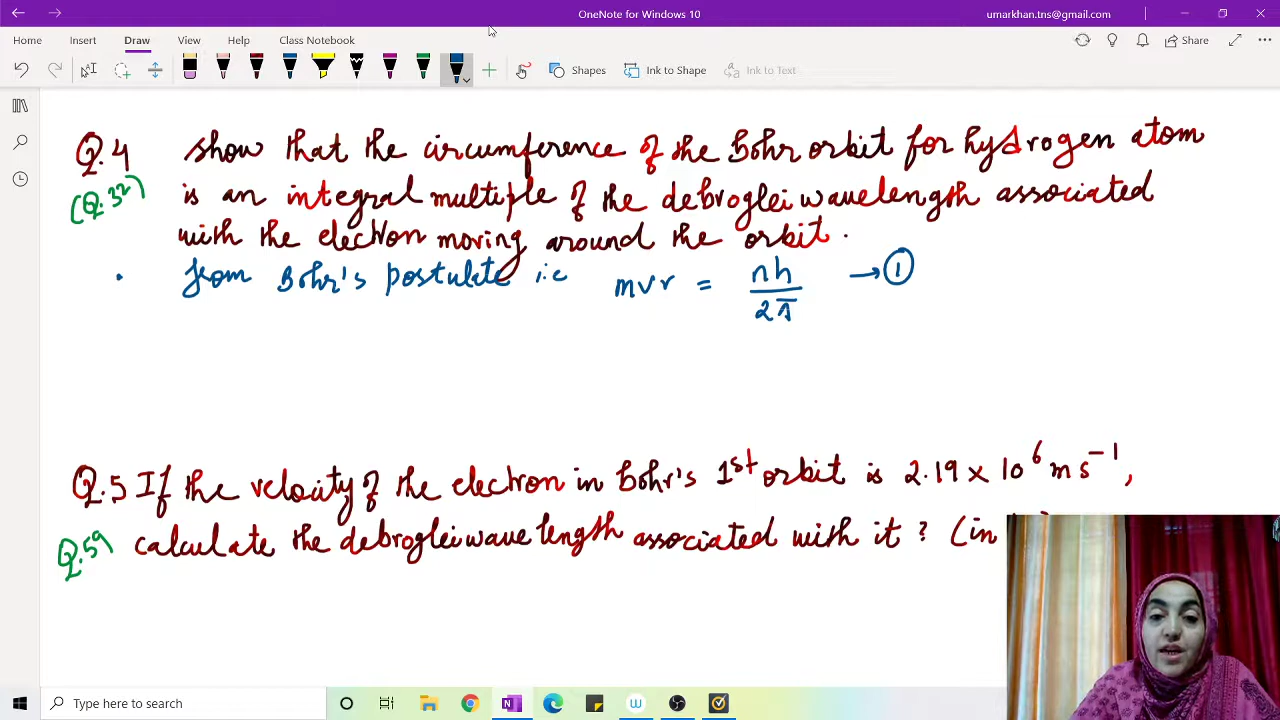 OneNote for Windows 10
umarkhan.tns@gmail.com
Home Insert Draw View Help Class Notebook
Share
Shapes Ink to Shape Ink to Text
Q.4 show that the circumference of the Bohr orbit for hydrogen atom
(Q.32) is an integral multiple of the debroglei wavelength associated
with the electron moving around the orbit.
from Bohr's postulate i.e mvr = nh/2π → ①
Q.5 If the velocity of the electron in Bohr's 1st orbit is 2.19 × 10⁶ ms⁻¹,
Q.59 calculate the debroglei wave length associated with it? (in
Type here to search